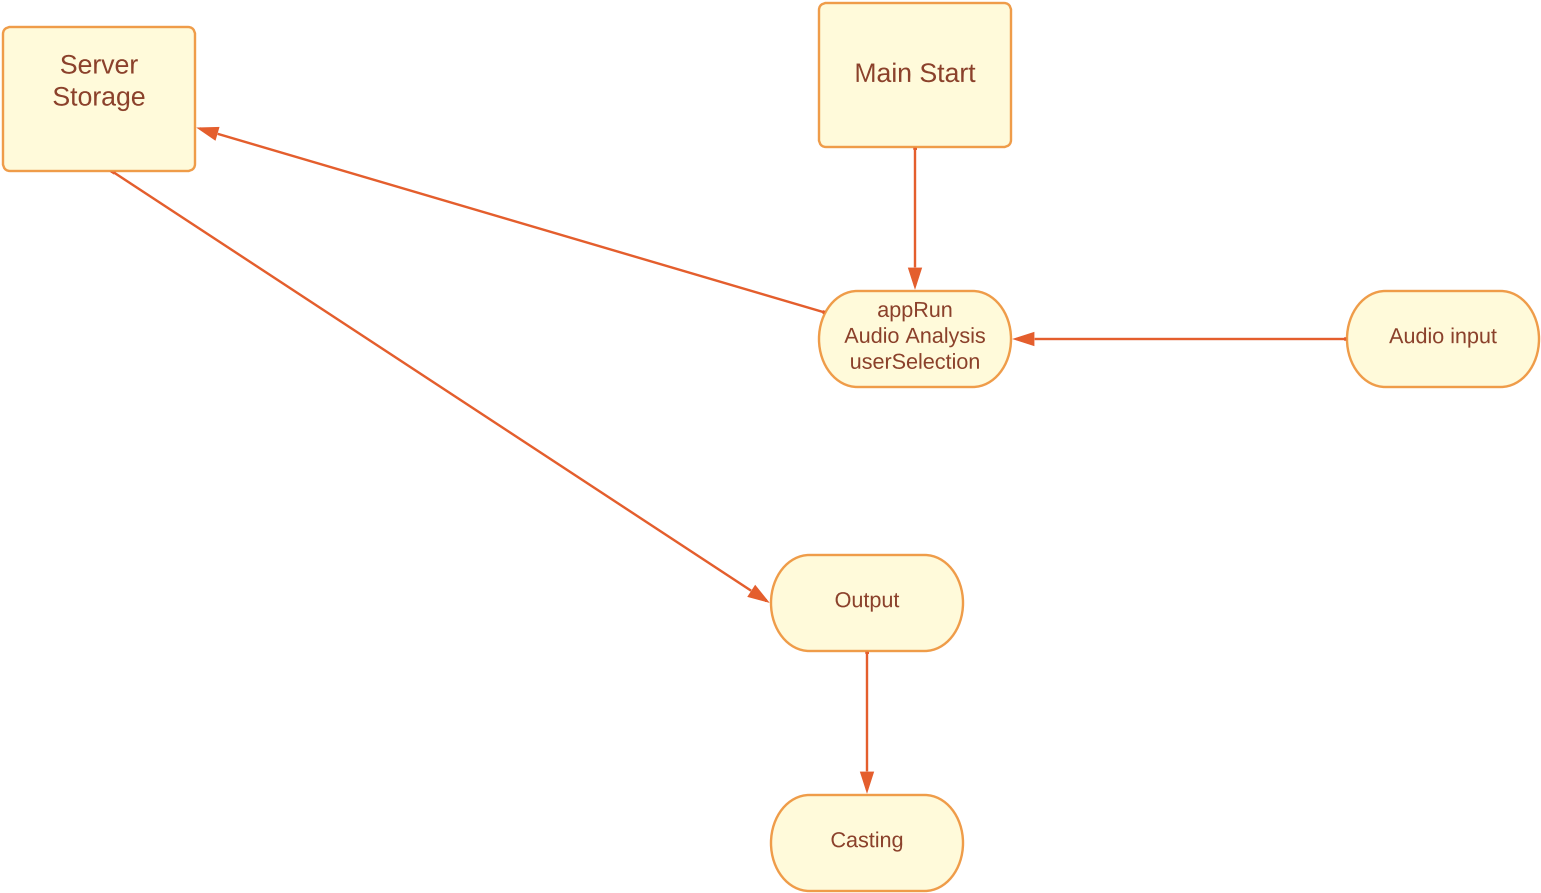 Server
Storage
Main Start
appRun
Audio Analysis
userSelection
Audio input
Output
Casting